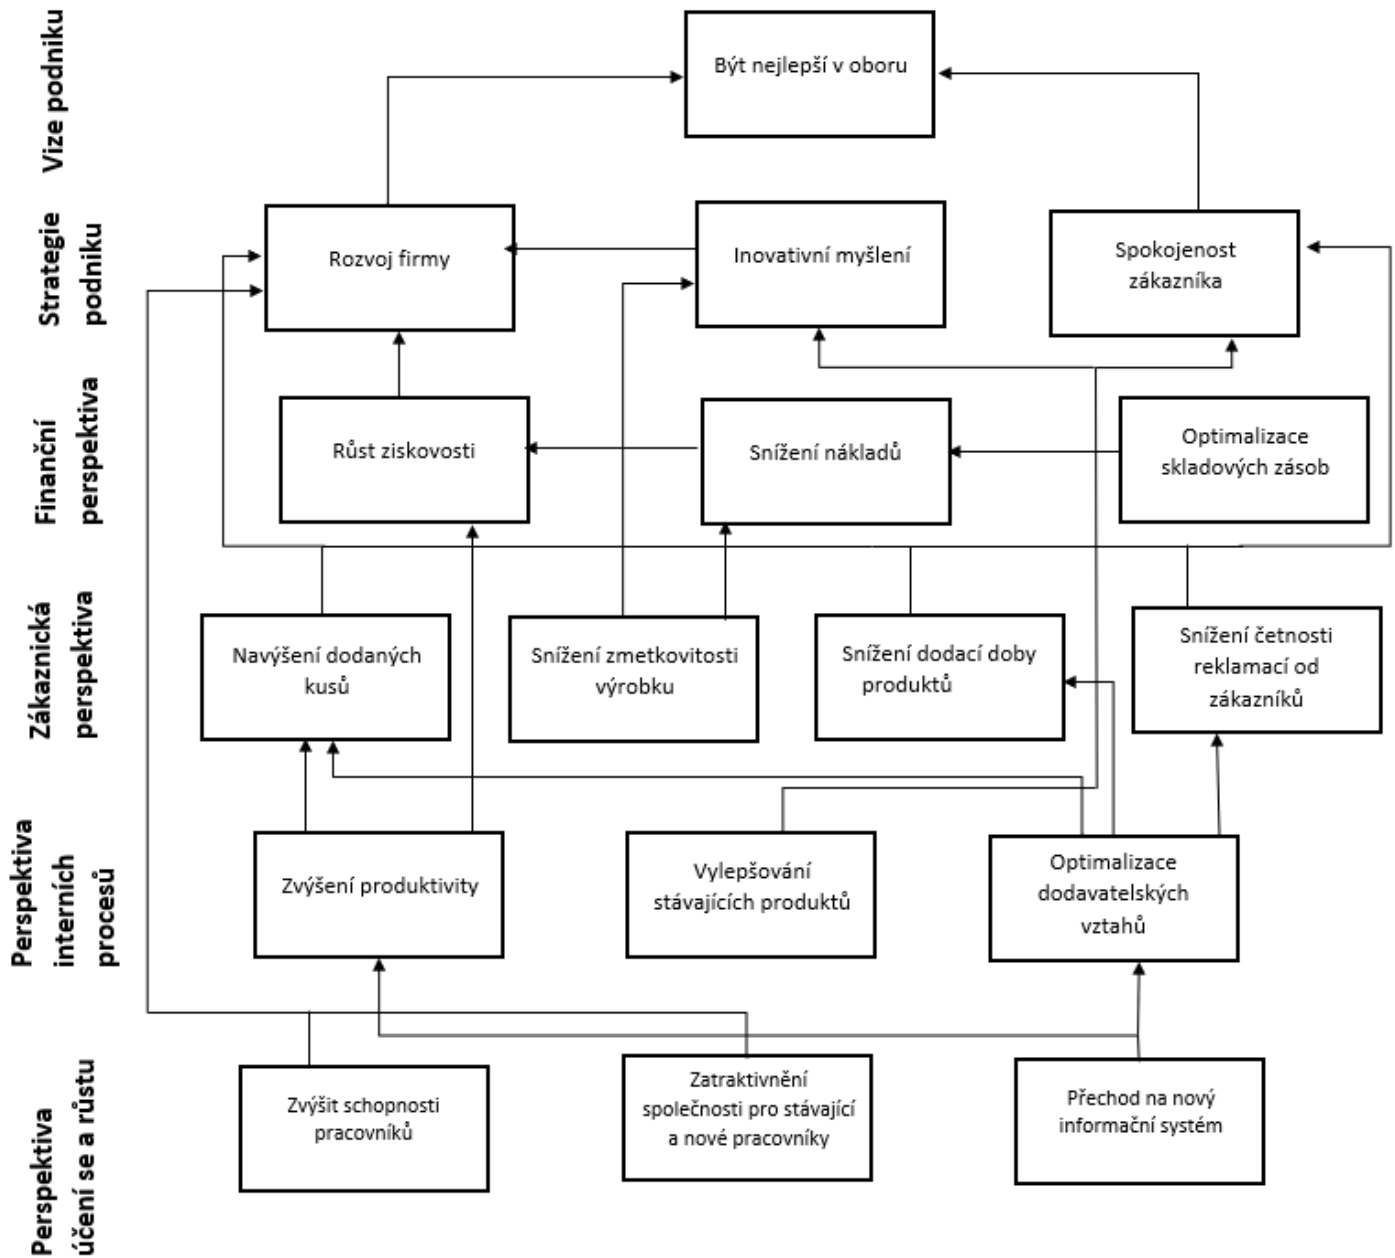 Vize podniku
Být nejlepší v oboru
Strategie
podniku
Rozvoj firmy
Inovativní myšlení
Spokojenost
zákazníka
Finanční
perspektiva
Růst ziskovosti
Snížení nákladů
Optimalizace
skladových zásob
Zákaznická
perspektiva
Navýšení dodaných
kusů
Snížení zmetkovitosti
výrobku
Snížení dodací doby
produktů
Snížení četnosti
reklamací od
zákazníků
Perspektiva
interních
procesů
Zvýšení produktivity
Vylepšování
stávajících produktů
Optimalizace
dodavatelských
vztahů
Perspektiva
účení se a růstu
Zvýšit schopnosti
pracovníků
Zatraktivnění
společnosti pro stávající
a nové pracovníky
Přechod na nový
informační systém